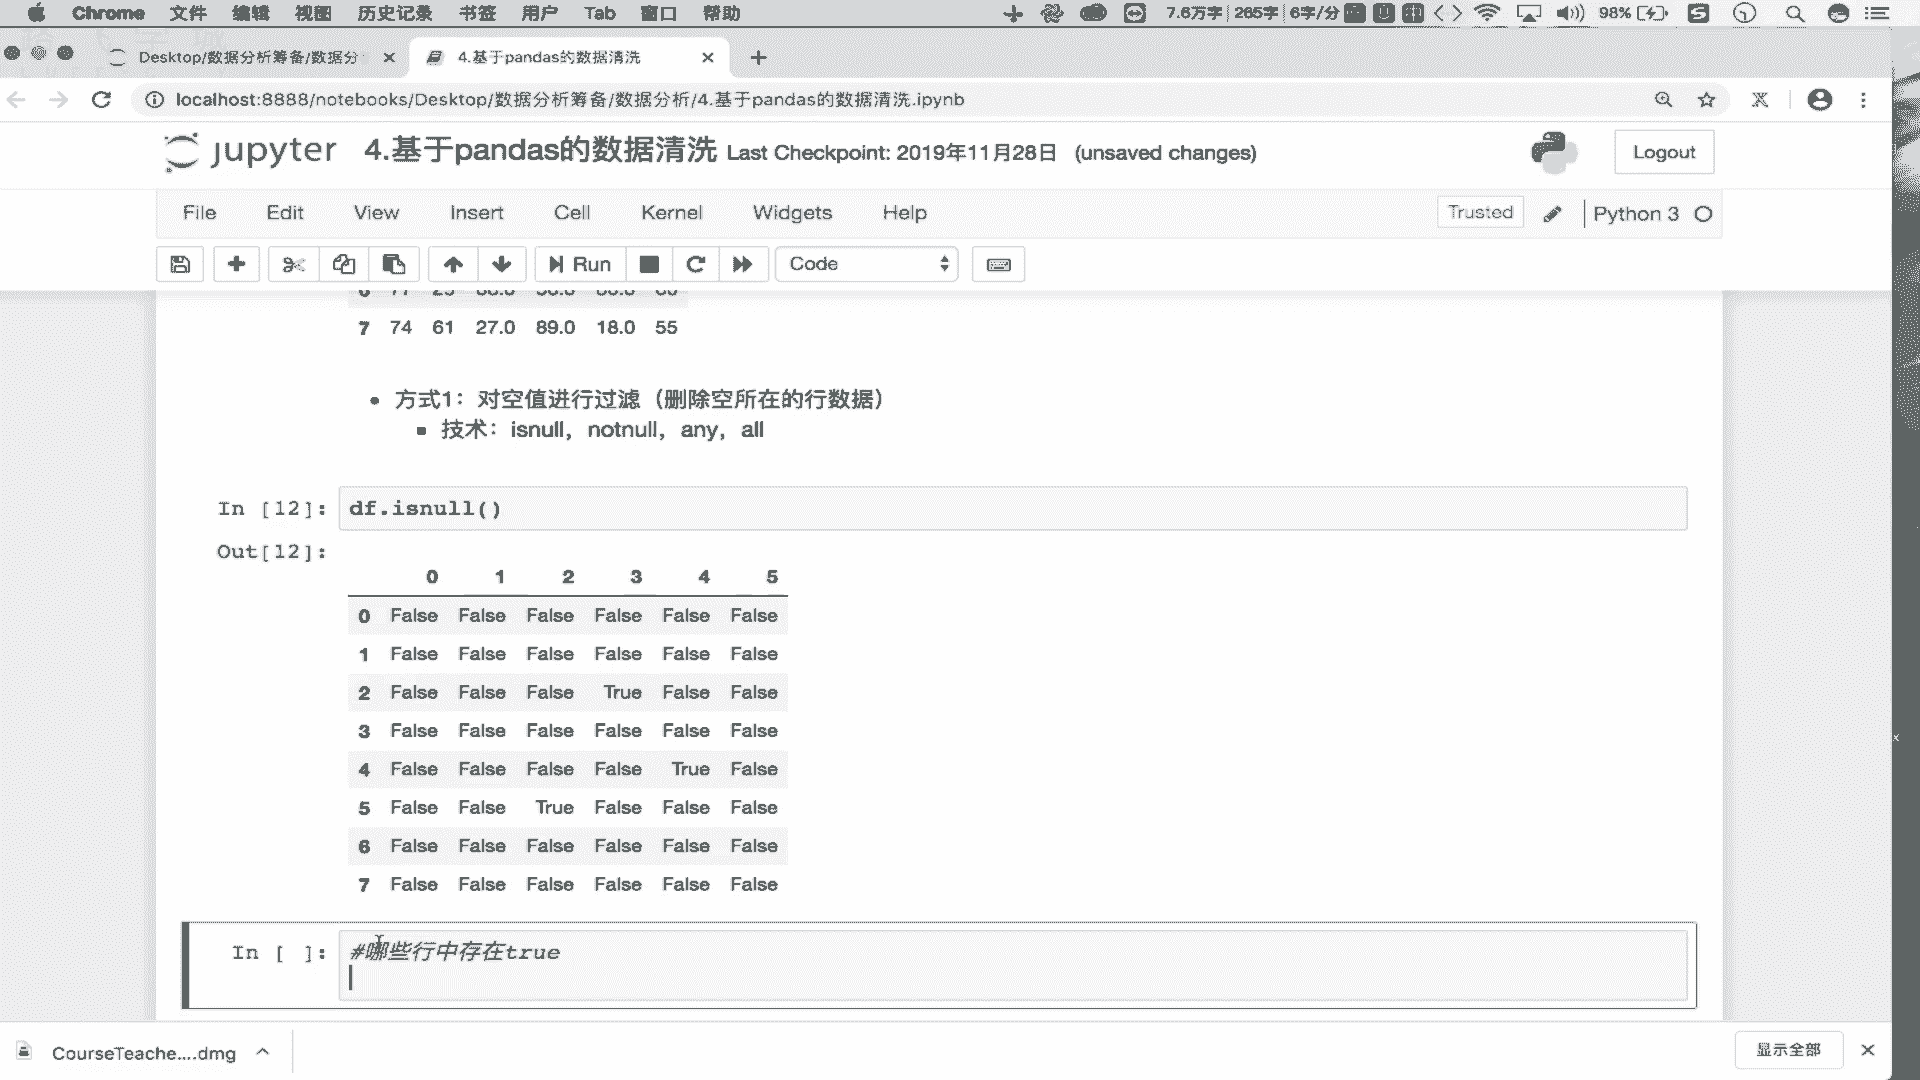 Chrome 文件 编辑 视图 历史记录 书签 用户 Tab 窗口 帮助 7.6万字 265字 6字/分 98%
Desktop/数据分析筹备/数据分 4.基于pandas的数据清洗
localhost:8888/notebooks/Desktop/数据分析筹备/数据分析/4.基于pandas的数据清洗.ipynb
jupyter 4.基于pandas的数据清洗 Last Checkpoint: 2019年11月28日 (unsaved changes) Logout
File Edit View Insert Cell Kernel Widgets Help Trusted Python 3
Run Code
7 74 61 27.0 89.0 18.0 55
方式1：对空值进行过滤（删除空所在的行数据）
技术：isnull，notnull，any，all
In [12]: df.isnull()
Out[12]:
0 1 2 3 4 5
0 False False False False False False
1 False False False False False False
2 False False False True False False
3 False False False False False False
4 False False False False True False
5 False False True False False False
6 False False False False False False
7 False False False False False False
In [ ]: #哪些行中存在true
CourseTeache....dmg 显示全部